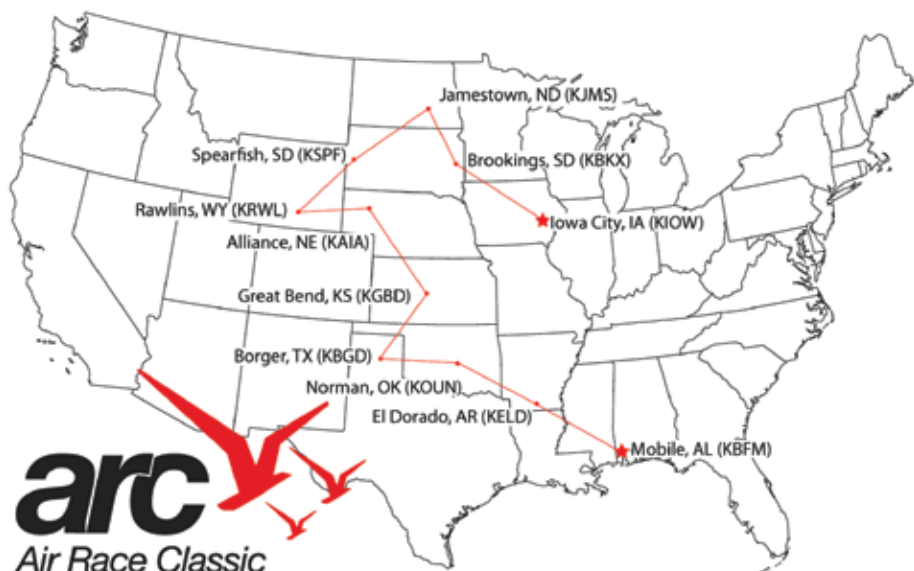 Jamestown, ND (KJMS)
Spearfish, SD (KSPF)
Brookings, SD (KBKX)
Rawlins, WY (KRWL)
Iowa City, IA (KIOW)
Alliance, NE (KAIA)
Great Bend, KS (KGBD)
Borger, TX (KBGD)
Norman, OK (KOUN)
El Dorado, AR (KELD)
Mobile, AL (KBFM)
arc
Air Race Classic